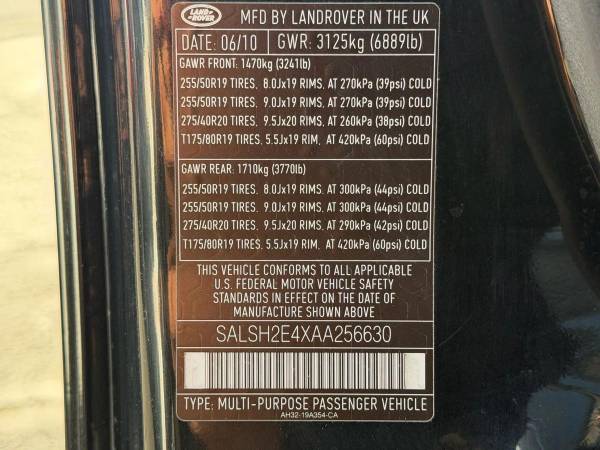 LAND ROVER MFD BY LANDROVER IN THE UK
DATE: 06/10 GWR: 3125kg (6889lb)
GAWR FRONT: 1470kg (3241lb)
255/50R19 TIRES, 8.0Jx19 RIMS, AT 270kPa (39psi) COLD
255/50R19 TIRES, 9.0Jx19 RIMS, AT 270kPa (39psi) COLD
275/40R20 TIRES, 9.5Jx20 RIMS, AT 260kPa (38psi) COLD
T175/80R19 TIRES, 5.5Jx19 RIM, AT 420kPa (60psi) COLD
GAWR REAR: 1710kg (3770lb)
255/50R19 TIRES, 8.0Jx19 RIMS, AT 300kPa (44psi) COLD
255/50R19 TIRES, 9.0Jx19 RIMS, AT 300kPa (44psi) COLD
275/40R20 TIRES, 9.5Jx20 RIMS, AT 290kPa (42psi) COLD
T175/80R19 TIRES, 5.5Jx19 RIM, AT 420kPa (60psi) COLD
THIS VEHICLE CONFORMS TO ALL APPLICABLE
U.S. FEDERAL MOTOR VEHICLE SAFETY
STANDARDS IN EFFECT ON THE DATE OF
MANUFACTURE SHOWN ABOVE
SALSH2E4XAA256630
TYPE: MULTI-PURPOSE PASSENGER VEHICLE
AH32-19A354-CA